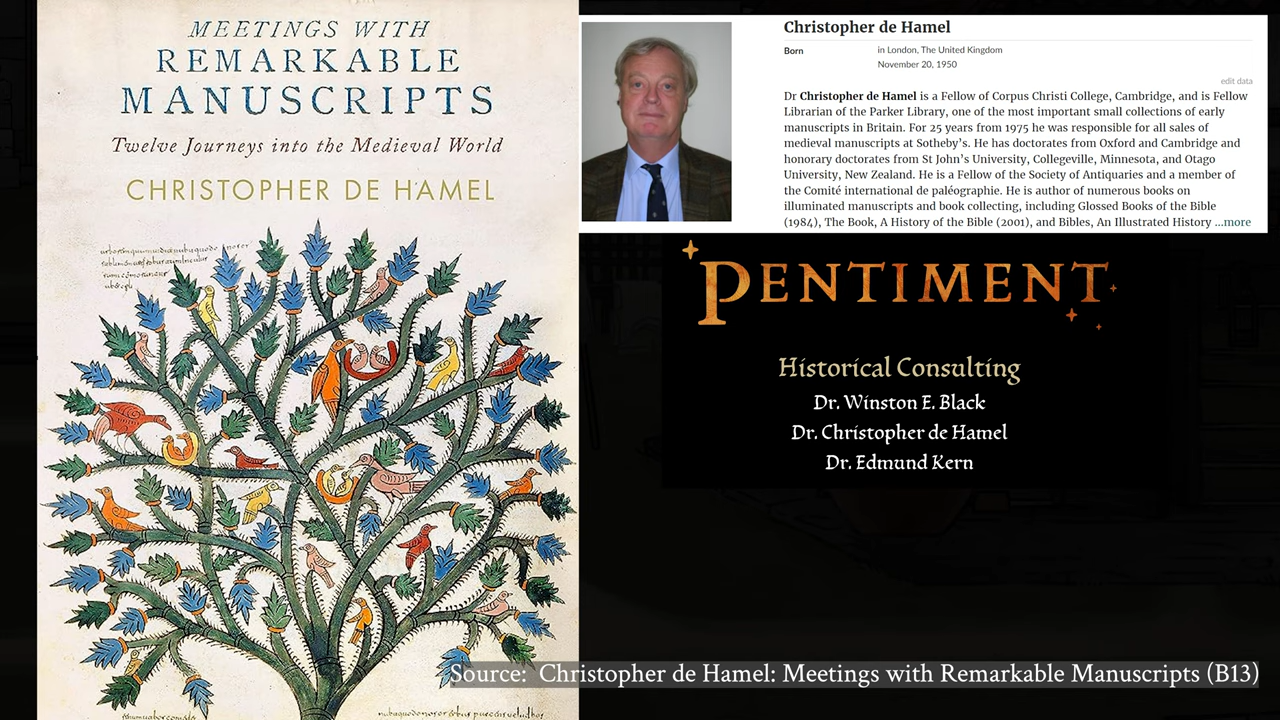 MEETINGS WITH
REMARKABLE
MANUSCRIPTS
Twelve Journeys into the Medieval World
CHRISTOPHER DE HAMEL
Christopher de Hamel
Born
in London, The United Kingdom
November 20, 1950
edit data
Dr Christopher de Hamel is a Fellow of Corpus Christi College, Cambridge, and is Fellow
Librarian of the Parker Library, one of the most important small collections of early
manuscripts in Britain. For 25 years from 1975 he was responsible for all sales of
medieval manuscripts at Sotheby's. He has doctorates from Oxford and Cambridge and
honorary doctorates from St John's University, Collegeville, Minnesota, and Otago
University, New Zealand. He is a Fellow of the Society of Antiquaries and a member of
the Comité international de paléographie. He is author of numerous books on
illuminated manuscripts and book collecting, including Glossed Books of the Bible
(1984), The Book, A History of the Bible (2001), and Bibles, An Illustrated History ...more
PENTIMENT
Historical Consulting
Dr. Winston E. Black
Dr. Christopher de Hamel
Dr. Edmund Kern
Source: Christopher de Hamel: Meetings with Remarkable Manuscripts (B13)